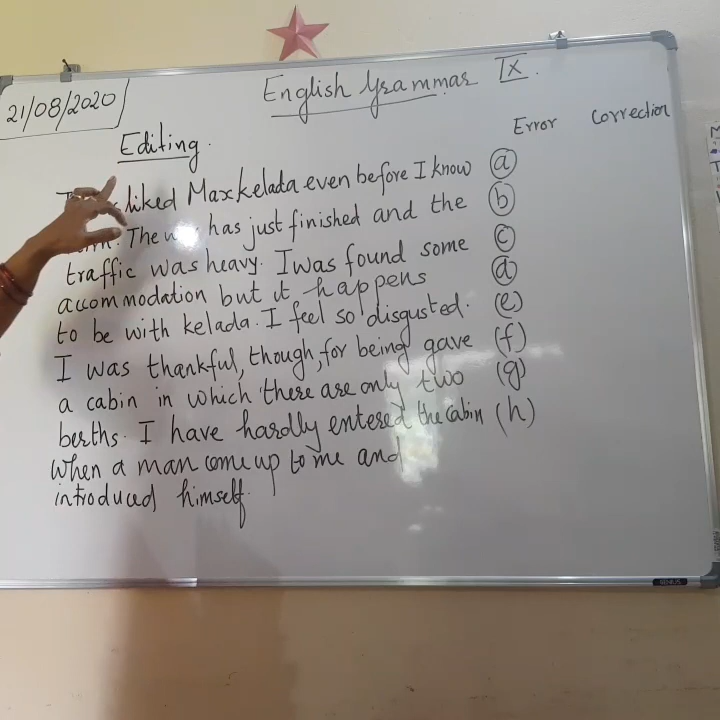 21/08/2020
English Grammar IX.
Error Correction
Editing.
liked Maxkelada even before I know (a)
The has just finished and the (b)
traffic was heavy. I was found some (c)
accommodation but it happens (d)
to be with kelada. I feel so disgusted. (e)
I was thankful, though, for being gave (f)
a cabin in which there are only two (g)
berths. I have hardly entered the cabin (h)
when a man come up to me and
introduced himself.